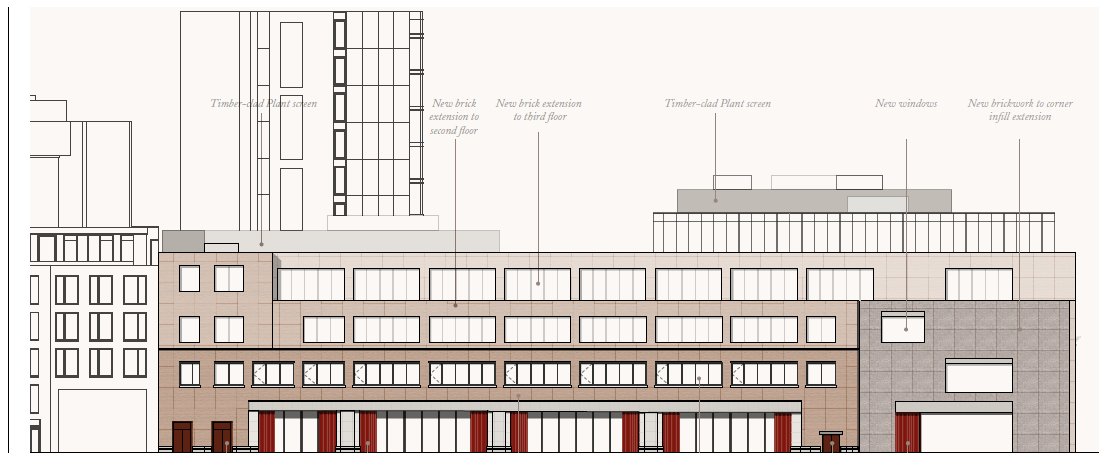 Timber-clad Plant screen
New brick
extension to
second floor
New brick extension
to third floor
Timber-clad Plant screen
New windows
New brickwork to corner
infill extension